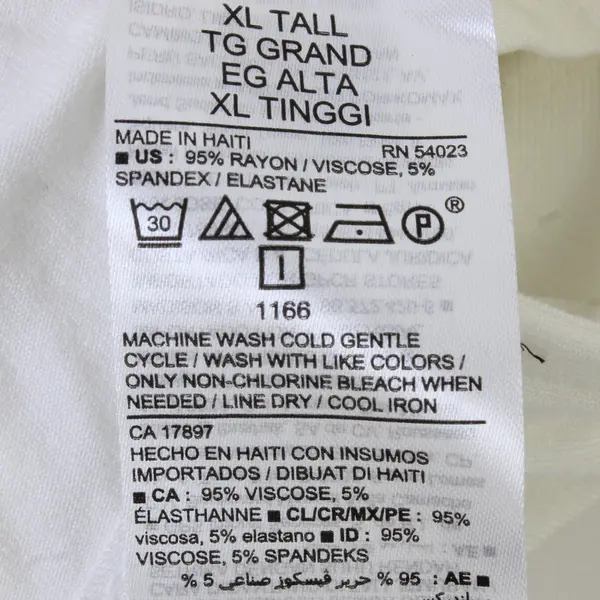 XL TALL
TG GRAND
EG ALTA
XL TINGGI
MADE IN HAITI RN 54023
■ US : 95% RAYON / VISCOSE, 5%
SPANDEX / ELASTANE
30 P ®
1166
MACHINE WASH COLD GENTLE
CYCLE / WASH WITH LIKE COLORS /
ONLY NON-CHLORINE BLEACH WHEN
NEEDED / LINE DRY / COOL IRON
CA 17897
HECHO EN HAITI CON INSUMOS
IMPORTADOS / DIBUAT DI HAITI
■ CA : 95% VISCOSE, 5%
ÉLASTHANNE ■ CL/CR/MX/PE : 95%
viscosa, 5% elastano ■ ID : 95%
VISCOSE, 5% SPANDEKS
■ AE : 95 % حرير ڤيسكوز صناعي 5 %